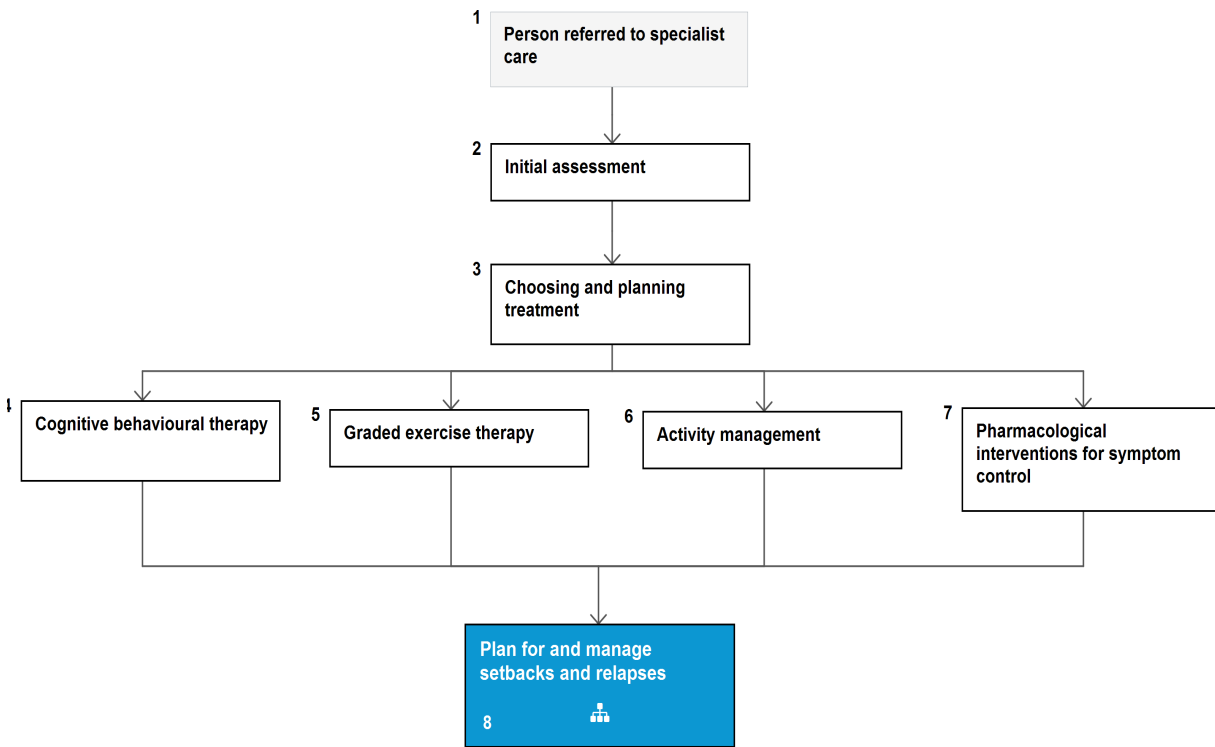 1
Person referred to specialist
care
2
Initial assessment
3
Choosing and planning
treatment
4
Cognitive behavioural therapy
5
Graded exercise therapy
6
Activity management
7
Pharmacological
interventions for symptom
control
Plan for and manage
setbacks and relapses
8